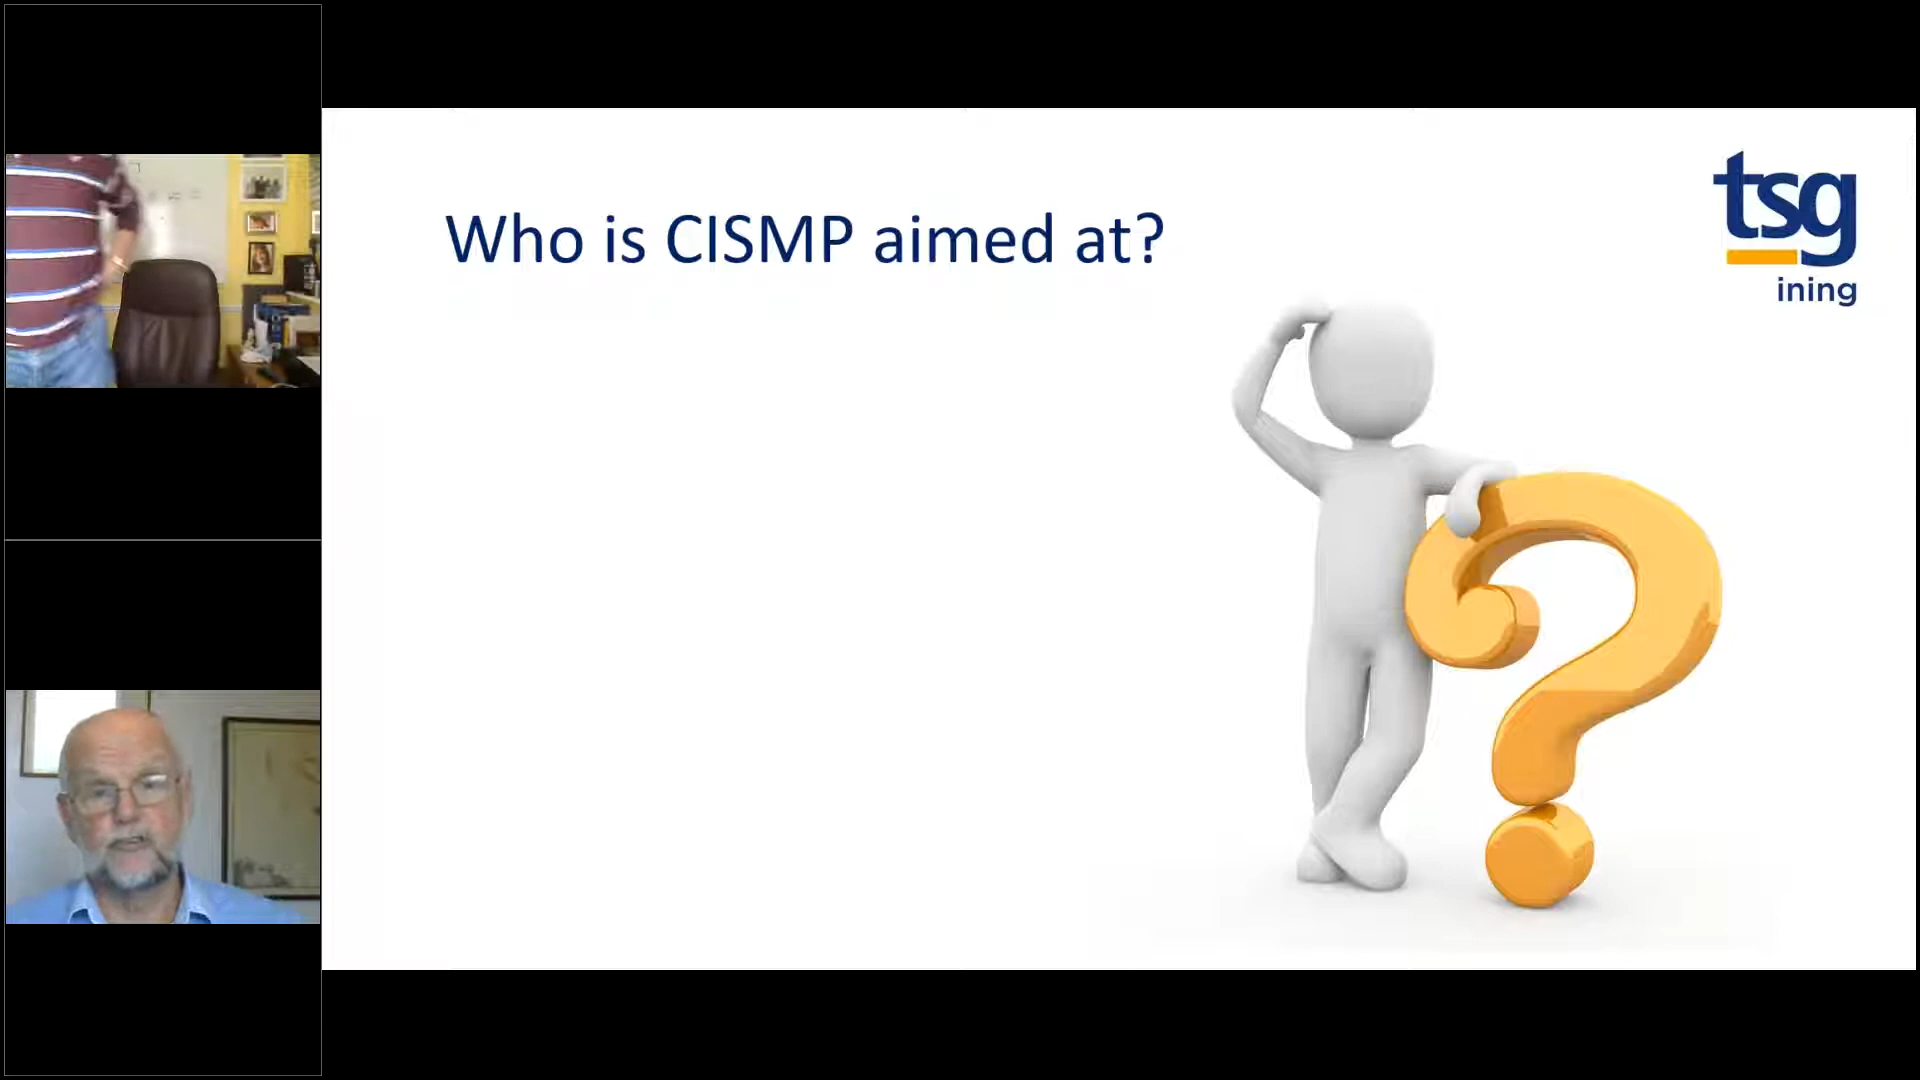 Who is CISMP aimed at?
tsg
ining